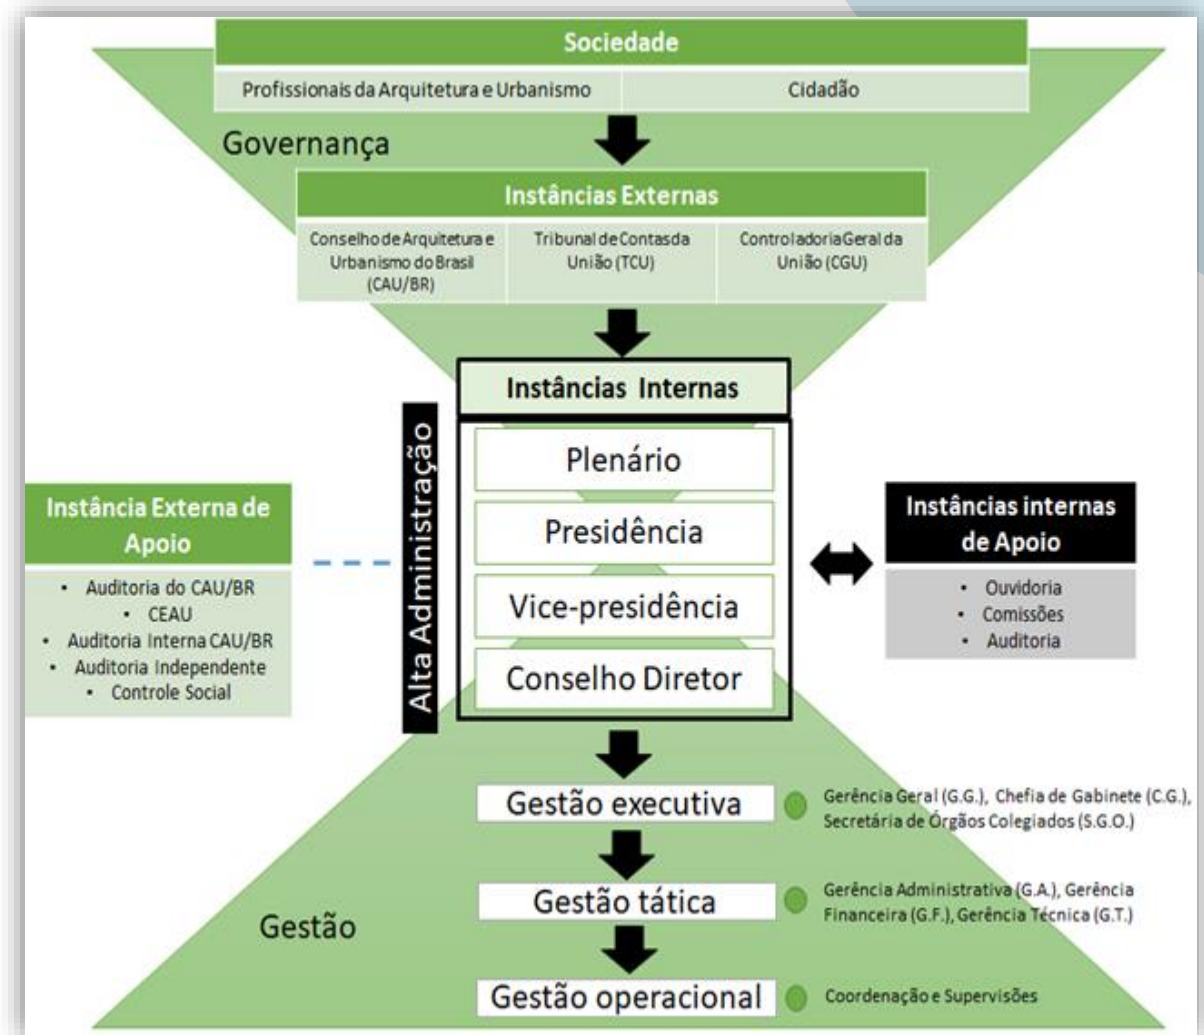 Sociedade
Profissionais da Arquitetura e Urbanismo
Cidadão
Governança
Instâncias Externas
Conselho de Arquitetura e
Urbanismo do Brasil
(CAU/BR)
Tribunal de Contas da
União (TCU)
Controladoria Geral da
União (CGU)
Instâncias Internas
Alta Administração
Plenário
Presidência
Vice-presidência
Conselho Diretor
Instância Externa de
Apoio
• Auditoria do CAU/BR
• CEAU
• Auditoria Interna CAU/BR
• Auditoria Independente
• Controle Social
Instâncias internas
de Apoio
• Ouvidoria
• Comissões
• Auditoria
Gestão executiva
Gerência Geral (G.G.), Chefia de Gabinete (C.G.),
Secretária de Órgãos Colegiados (S.G.O.)
Gestão tática
Gerência Administrativa (G.A.), Gerência
Financeira (G.F.), Gerência Técnica (G.T.)
Gestão
Gestão operacional
Coordenação e Supervisões